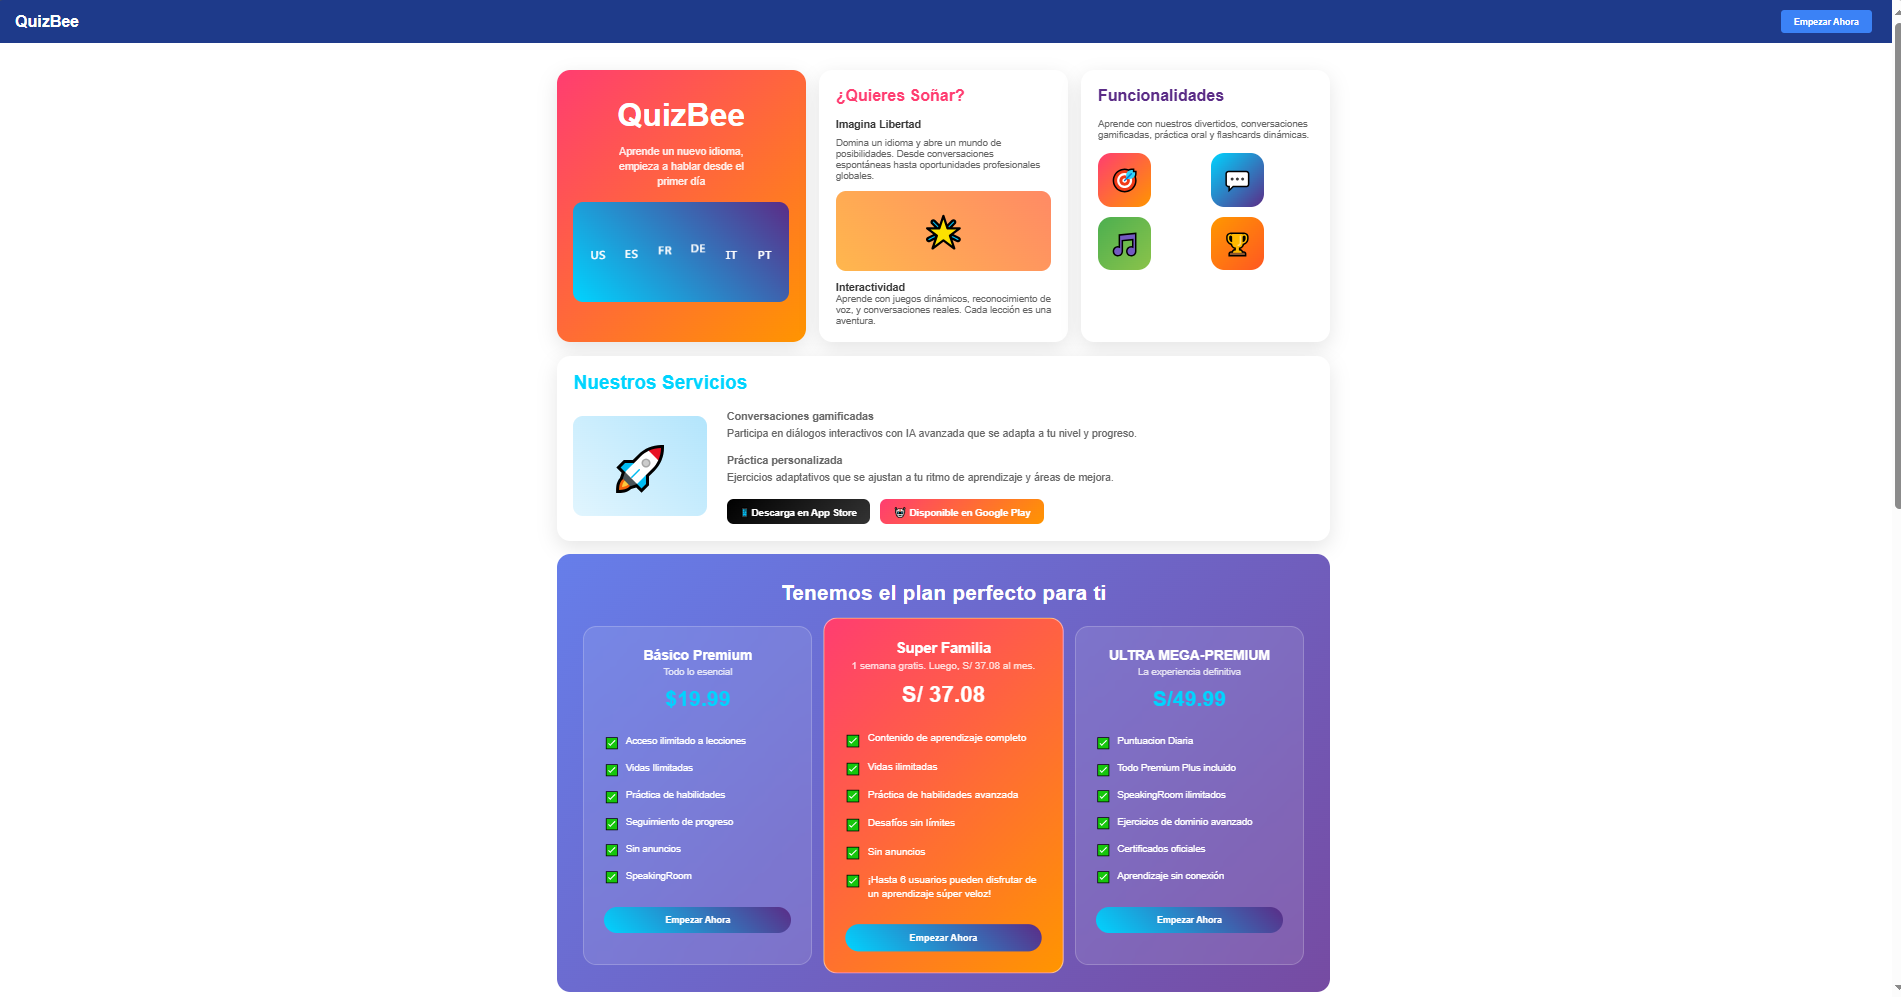 QuizBee
Empezar Ahora
QuizBee
Aprende un nuevo idioma,
empieza a hablar desde el
primer día
US ES FR DE IT PT
¿Quieres Soñar?
Imagina Libertad
Domina un idioma y abre un mundo de
posibilidades. Desde conversaciones
espontáneas hasta oportunidades profesionales
globales.
Interactividad
Aprende con juegos dinámicos, reconocimiento de
voz, y conversaciones reales. Cada lección es una
aventura.
Funcionalidades
Aprende con nuestros divertidos, conversaciones
gamificadas, práctica oral y flashcards dinámicas.
Nuestros Servicios
Conversaciones gamificadas
Participa en diálogos interactivos con IA avanzada que se adapta a tu nivel y progreso.
Práctica personalizada
Ejercicios adaptativos que se ajustan a tu ritmo de aprendizaje y áreas de mejora.
Descarga en App Store
Disponible en Google Play
Tenemos el plan perfecto para ti
Básico Premium
Todo lo esencial
$19.99
Acceso ilimitado a lecciones
Vidas Ilimitadas
Práctica de habilidades
Seguimiento de progreso
Sin anuncios
SpeakingRoom
Empezar Ahora
Super Familia
1 semana gratis. Luego, S/ 37.08 al mes.
S/ 37.08
Contenido de aprendizaje completo
Vidas ilimitadas
Práctica de habilidades avanzada
Desafíos sin límites
Sin anuncios
¡Hasta 6 usuarios pueden disfrutar de
un aprendizaje súper veloz!
Empezar Ahora
ULTRA MEGA-PREMIUM
La experiencia definitiva
S/49.99
Puntuacion Diaria
Todo Premium Plus incluido
SpeakingRoom ilimitados
Ejercicios de dominio avanzado
Certificados oficiales
Aprendizaje sin conexión
Empezar Ahora